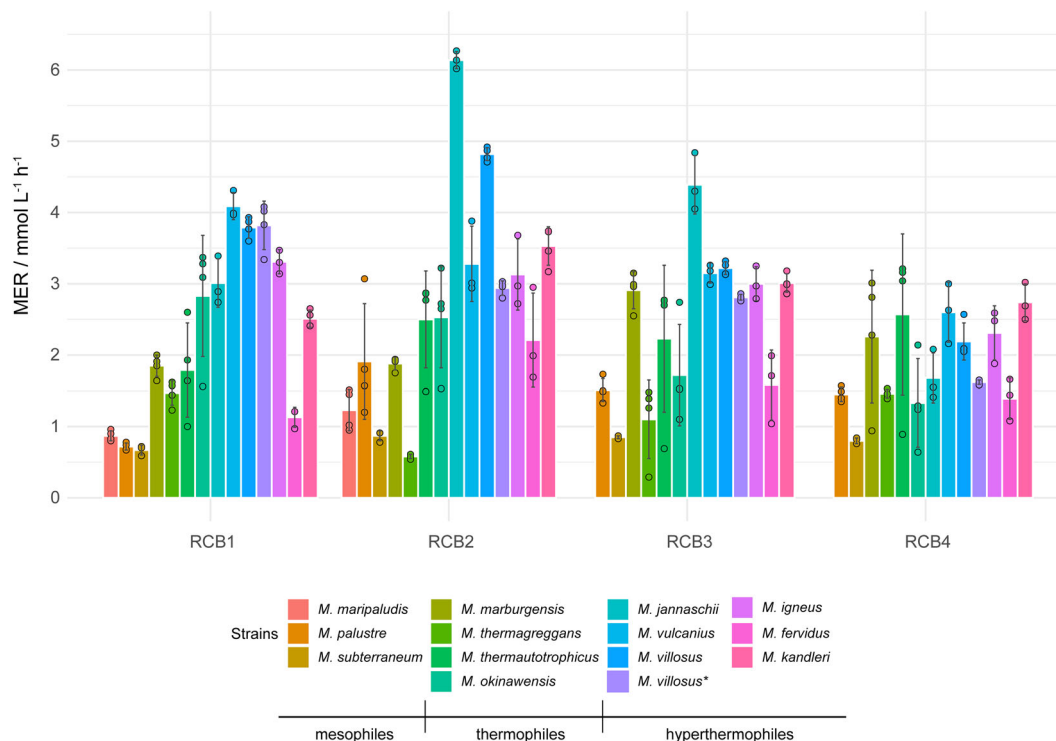 MER / mmol L⁻¹ h⁻¹
6
5
4
3
2
1
0
RCB1 RCB2 RCB3 RCB4
Strains
M. maripaludis
M. palustre
M. subterraneum
M. marburgensis
M. thermaggregans
M. thermautotrophicus
M. okinawensis
M. jannaschii
M. vulcanius
M. villosus
M. villosus*
M. igneus
M. fervidus
M. kandleri
mesophiles thermophiles hyperthermophiles